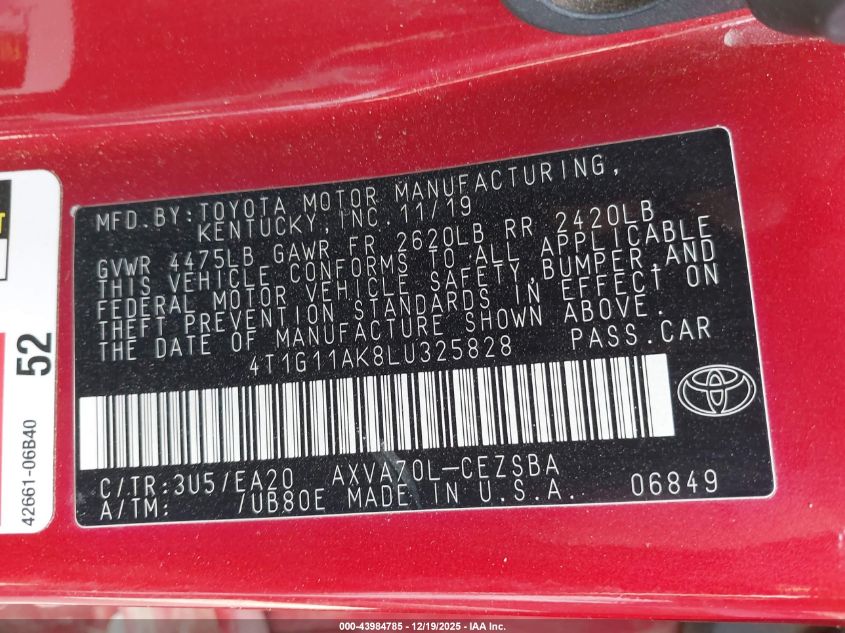 MFD.BY:TOYOTA MOTOR MANUFACTURING,
KENTUCKY, INC. 11/19
GVWR 4475LB GAWR FR 2620LB RR 2420LB
THIS VEHICLE CONFORMS TO ALL APPLICABLE
FEDERAL MOTOR VEHICLE SAFETY,BUMPER,AND
THEFT PREVENTION STANDARDS IN EFFECT ON
THE DATE OF MANUFACTURE SHOWN ABOVE.
4T1G11AK8LU325828 PASS.CAR
C/TR:3U5/EA20 AXVA70L-CEZSBA
A/TM: /UB80E MADE IN U.S.A. 06849
52
42661-06B40
000-43984785 - 12/19/2025 - IAA Inc.